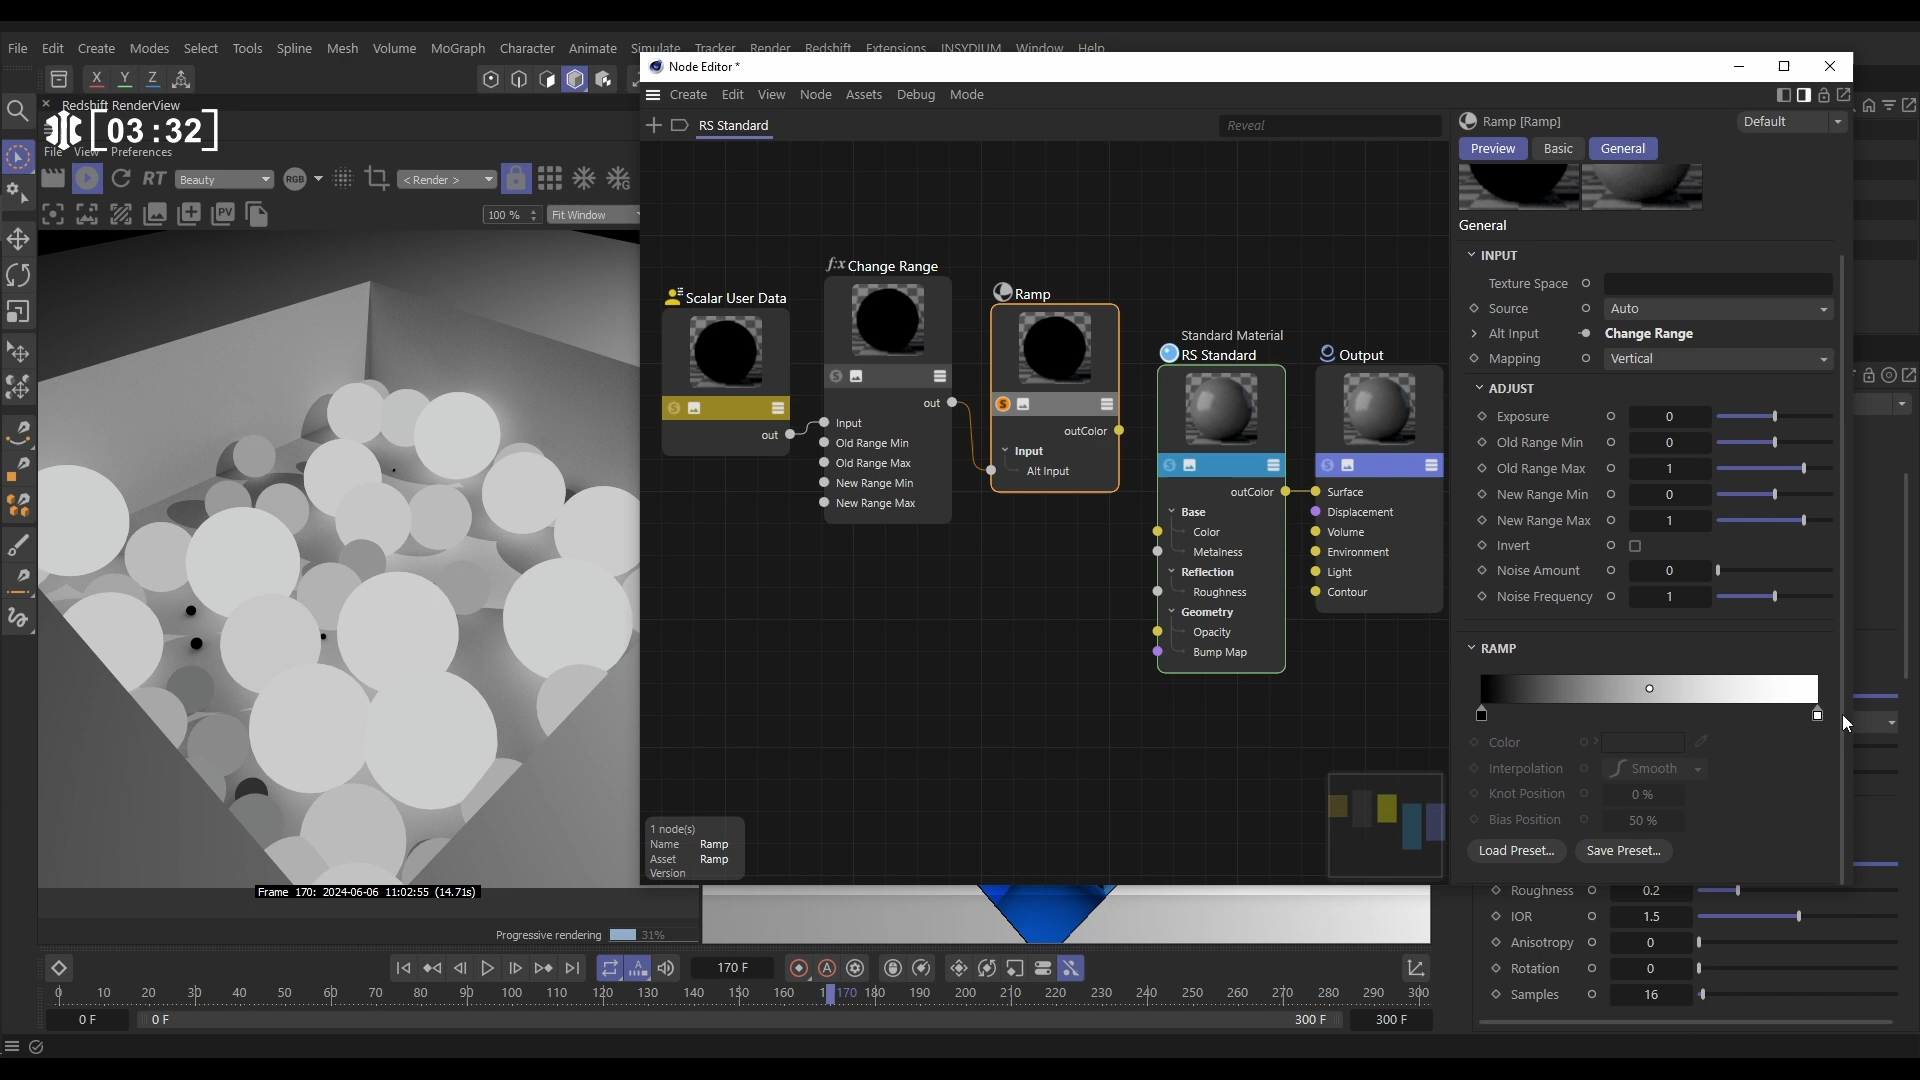 File Edit Create Modes Select Tools Spline Mesh Volume MoGraph Character Animate Simulate Tracker Render Redshift Extensions INSYDIUM Window Help
Node Editor *
X Y Z
Create Edit View Node Assets Debug Mode
Redshift RenderView
[03:32]
File View Preferences
RT Beauty RGB < Render >
PV 100 % Fit Window
RS Standard
Reveal
Ramp [Ramp]
Default
Preview Basic General
General
INPUT
Texture Space
Source Auto
Alt Input Change Range
Mapping Vertical
ADJUST
Exposure 0
Old Range Min 0
Old Range Max 1
New Range Min 0
New Range Max 1
Invert
Noise Amount 0
Noise Frequency 1
RAMP
Color
Interpolation Smooth
Knot Position 0 %
Bias Position 50 %
Load Preset... Save Preset...
Scalar User Data
out
f:x Change Range
out
Input
Old Range Min
Old Range Max
New Range Min
New Range Max
Ramp
outColor
Input
Alt Input
Standard Material
RS Standard
outColor
Base
Color
Metalness
Reflection
Roughness
Geometry
Opacity
Bump Map
Output
Surface
Displacement
Volume
Environment
Light
Contour
1 node(s)
Name Ramp
Asset Ramp
Version
Frame 170: 2024-06-06 11:02:55 (14.71s)
Progressive rendering 31%
Roughness 0.2
IOR 1.5
Anisotropy 0
Rotation 0
Samples 16
170 F
0 10 20 30 40 50 60 70 80 90 100 110 120 130 140 150 160 170 180 190 200 210 220 230 240 250 260 270 280 290 300
0 F 0 F 300 F 300 F